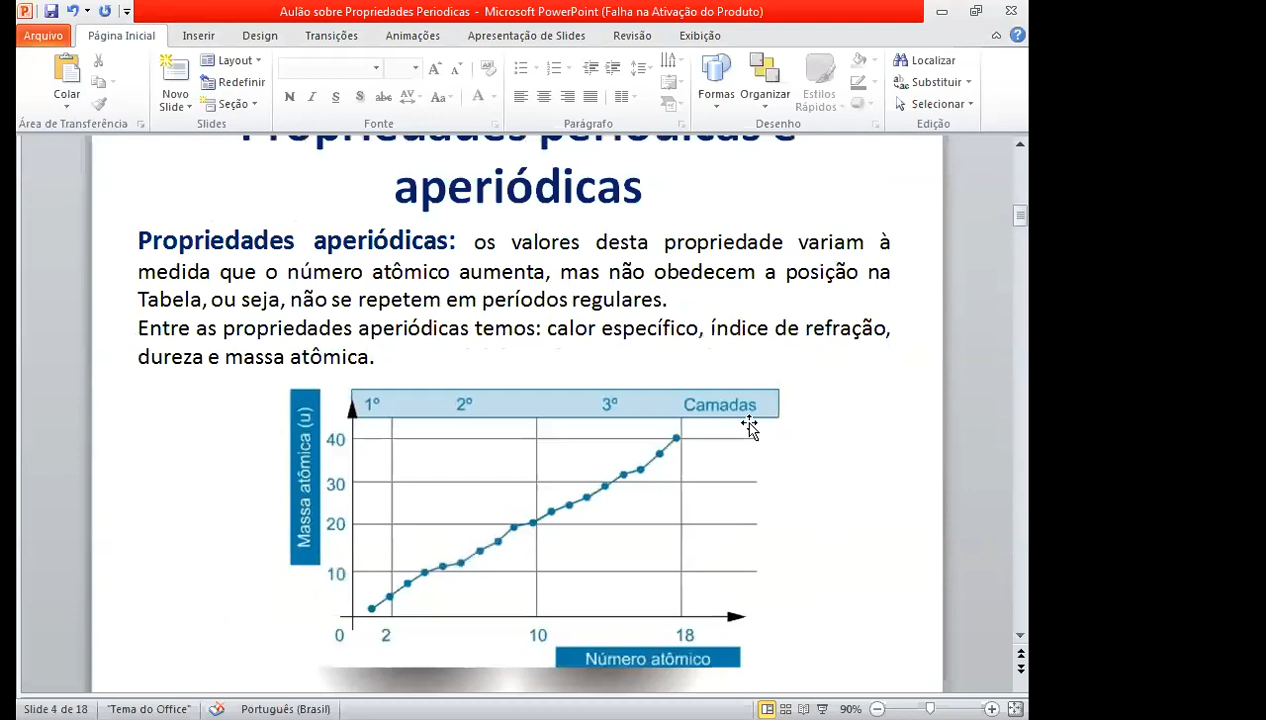 Aulão sobre Propriedades Periodicas - Microsoft PowerPoint (Falha na Ativação do Produto)
Arquivo Página Inicial Inserir Design Transições Animações Apresentação de Slides Revisão Exibição
Colar
Novo Slide
Layout
Redefinir
Seção
N I S S abc AV Aa A
Formas Organizar Estilos Rápidos
Localizar
Substituir
Selecionar
Área de Transferência Slides Fonte Parágrafo Desenho Edição
Propriedades periódicas e
aperiódicas
Propriedades aperiódicas: os valores desta propriedade variam à
medida que o número atômico aumenta, mas não obedecem a posição na
Tabela, ou seja, não se repetem em períodos regulares.
Entre as propriedades aperiódicas temos: calor específico, índice de refração,
dureza e massa atômica.
1º 2º 3º Camadas
Massa atômica (u)
40
30
20
10
0 2 10 18
Número atômico
Slide 4 de 18 "Tema do Office" Português (Brasil) 90%